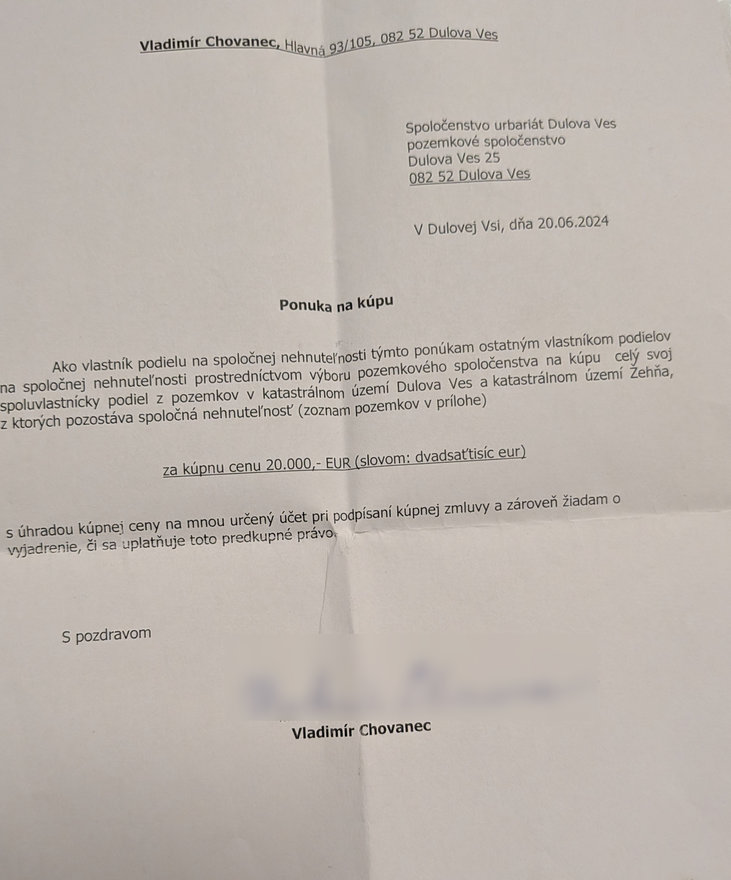 Vladimír Chovanec, Hlavná 93/105, 082 52 Dulova Ves
Spoločenstvo urbariát Dulova Ves
pozemkové spoločenstvo
Dulova Ves 25
082 52 Dulova Ves
V Dulovej Vsi, dňa 20.06.2024
Ponuka na kúpu
Ako vlastník podielu na spoločnej nehnuteľnosti týmto ponúkam ostatným vlastníkom podielov
na spoločnej nehnuteľnosti prostredníctvom výboru pozemkového spoločenstva na kúpu celý svoj
spoluvlastnícky podiel z pozemkov v katastrálnom území Dulova Ves a katastrálnom území Žehňa,
z ktorých pozostáva spoločná nehnuteľnosť (zoznam pozemkov v prílohe)
za kúpnu cenu 20.000,- EUR (slovom: dvadsaťtisíc eur)
s úhradou kúpnej ceny na mnou určený účet pri podpísaní kúpnej zmluvy a zároveň žiadam o
vyjadrenie, či sa uplatňuje toto predkupné právo.
S pozdravom
Vladimír Chovanec